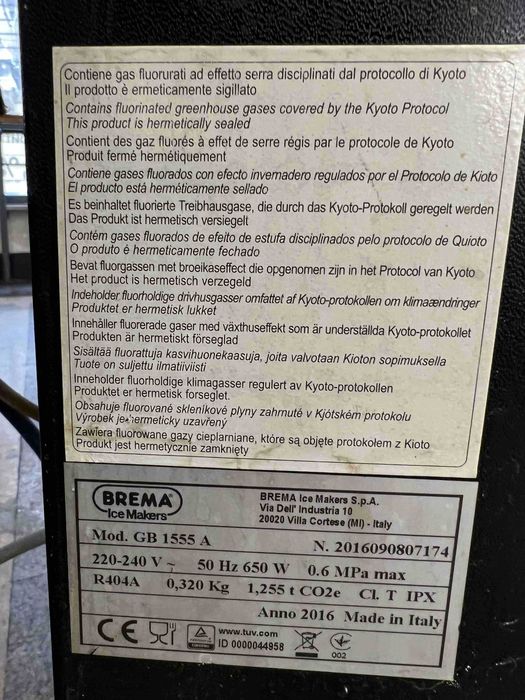 Contiene gas fluorurati ad effetto serra disciplinati dal protocollo di Kyoto
Il prodotto è ermeticamente sigillato
Contains fluorinated greenhouse gases covered by the Kyoto Protocol
This product is hermetically sealed
Contient des gaz fluorés à effet de serre régis par le protocole de Kyoto
Produit fermé hermétiquement
Contiene gases fluorados con efecto invernadero regulados por el Protocolo de Kioto
El producto está herméticamente sellado
Es beinhaltet fluorierte Treibhausgase, die durch das Kyoto-Protokoll geregelt werden
Das Produkt ist hermetisch versiegelt
Contém gases fluorados de efeito de estufa disciplinados pelo protocolo de Quioto
O produto é hermeticamente fechado
Bevat fluorgassen met broeikaseffect die opgenomen zijn in het Protocol van Kyoto
Het product is hermetisch verzegeld
Indeholder fluorholdige drivhusgasser omfattet af Kyoto-protokollen om klimaændringer
Produktet er hermetisk lukket
Innehåller fluorerade gaser med växthuseffekt som är underställda Kyoto-protokollet
Produkten är hermetiskt förseglad
Sisältää fluorattuja kasvihuonekaasuja, joita valvotaan Kioton sopimuksella
Tuote on suljettu ilmatiiviisti
Inneholder fluorholdige klimagasser regulert av Kyoto-protokollen
Produktet er hermetisk forseglet.
Obsahuje fluorované skleníkové plyny zahrnuté v Kjótském protokolu
Výrobek je hermeticky uzavřený
Zawiera fluorowane gazy cieplarniane, które są objęte protokołem z Kioto
Produkt jest hermetycznie zamknięty
BREMA
Ice Makers
BREMA Ice Makers S.p.A.
Via Dell' Industria 10
20020 Villa Cortese (MI) - Italy
Mod. GB 1555 A N. 2016090807174
220-240 V ~ 50 Hz 650 W 0.6 MPa max
R404A 0,320 Kg 1,255 t CO2e Cl. T IPX
Anno 2016 Made in Italy
CE
www.tuv.com
ID 0000044958
002